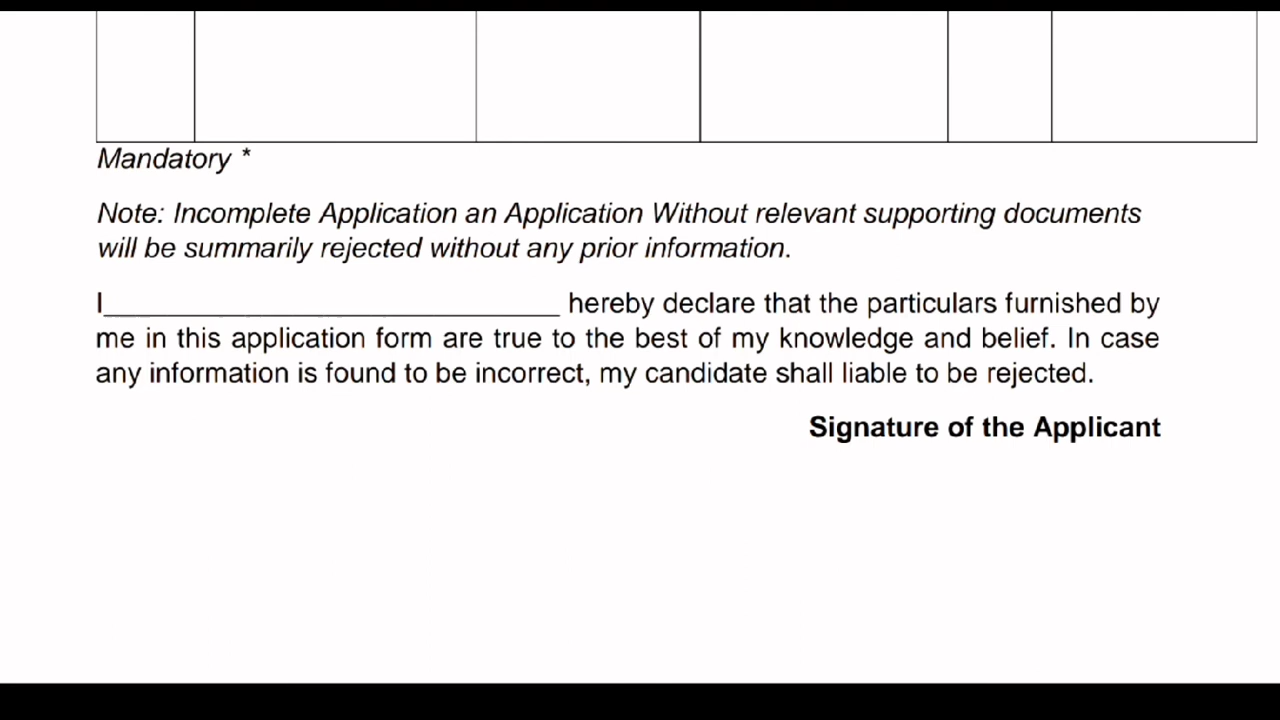 Mandatory *
Note: Incomplete Application an Application Without relevant supporting documents
will be summarily rejected without any prior information.
I______________________________ hereby declare that the particulars furnished by
me in this application form are true to the best of my knowledge and belief. In case
any information is found to be incorrect, my candidate shall liable to be rejected.
Signature of the Applicant